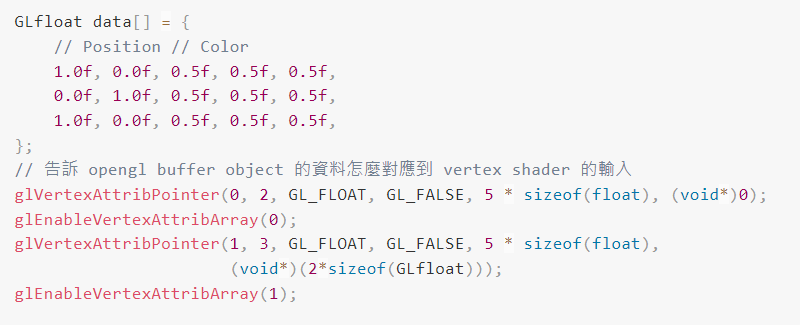 GLfloat data[] = {
// Position // Color
1.0f, 0.0f, 0.5f, 0.5f, 0.5f,
0.0f, 1.0f, 0.5f, 0.5f, 0.5f,
1.0f, 0.0f, 0.5f, 0.5f, 0.5f,
};
// 告訴 opengl buffer object 的資料怎麼對應到 vertex shader 的輸入
glVertexAttribPointer(0, 2, GL_FLOAT, GL_FALSE, 5 * sizeof(float), (void*)0);
glEnableVertexAttribArray(0);
glVertexAttribPointer(1, 3, GL_FLOAT, GL_FALSE, 5 * sizeof(float),
(void*)(2*sizeof(GLfloat)));
glEnableVertexAttribArray(1);